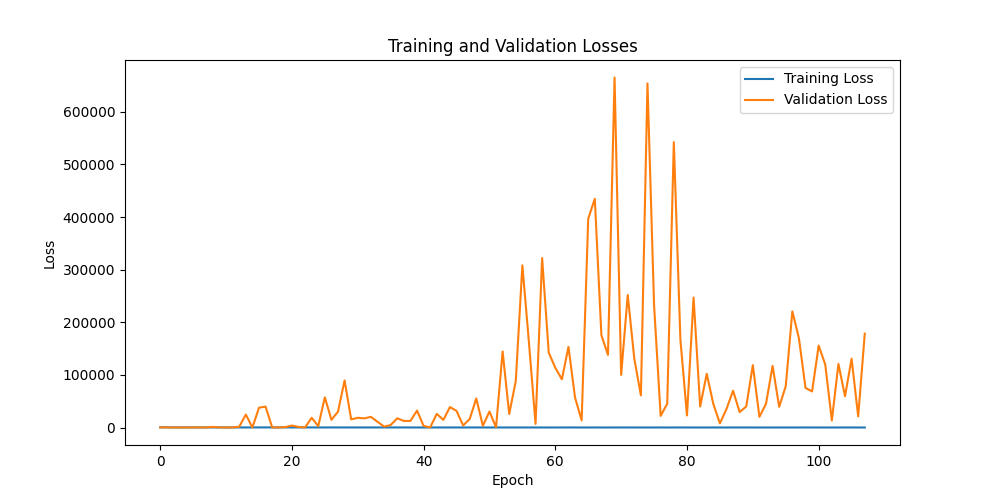 Training and Validation Losses
Training Loss
Validation Loss
600000
500000
400000
300000
200000
100000
0
Loss
0 20 40 60 80 100
Epoch